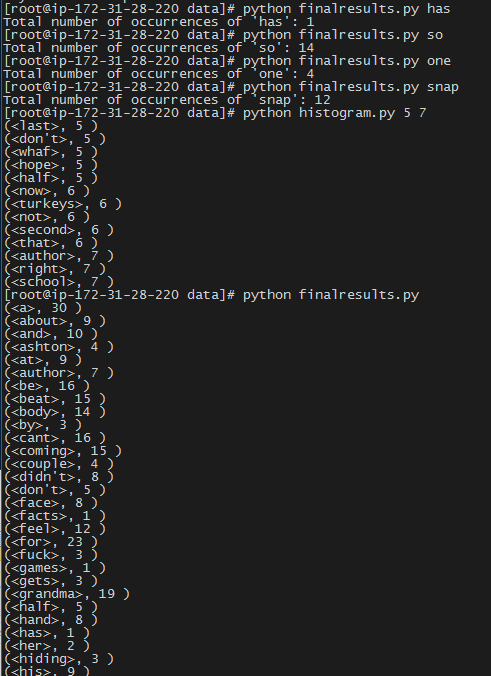 [root@ip-172-31-28-220 data]# python finalresults.py has
Total number of occurrences of 'has': 1
[root@ip-172-31-28-220 data]# python finalresults.py so
Total number of occurrences of 'so': 14
[root@ip-172-31-28-220 data]# python finalresults.py one
Total number of occurrences of 'one': 4
[root@ip-172-31-28-220 data]# python finalresults.py snap
Total number of occurrences of 'snap': 12
[root@ip-172-31-28-220 data]# python histogram.py 5 7
(<last>, 5 )
(<don't>, 5 )
(<whaf>, 5 )
(<hope>, 5 )
(<half>, 5 )
(<now>, 6 )
(<turkeys>, 6 )
(<not>, 6 )
(<second>, 6 )
(<that>, 6 )
(<author>, 7 )
(<right>, 7 )
(<school>, 7 )
[root@ip-172-31-28-220 data]# python finalresults.py
(<a>, 30 )
(<about>, 9 )
(<and>, 10 )
(<ashton>, 4 )
(<at>, 9 )
(<author>, 7 )
(<be>, 16 )
(<beat>, 15 )
(<body>, 14 )
(<by>, 3 )
(<cant>, 16 )
(<coming>, 15 )
(<couple>, 4 )
(<didn't>, 8 )
(<don't>, 5 )
(<face>, 8 )
(<facts>, 1 )
(<feel>, 12 )
(<for>, 23 )
(<fuck>, 3 )
(<games>, 1 )
(<gets>, 3 )
(<grandma>, 19 )
(<half>, 5 )
(<hand>, 8 )
(<has>, 1 )
(<her>, 2 )
(<hiding>, 3 )
(<his>, 9 )